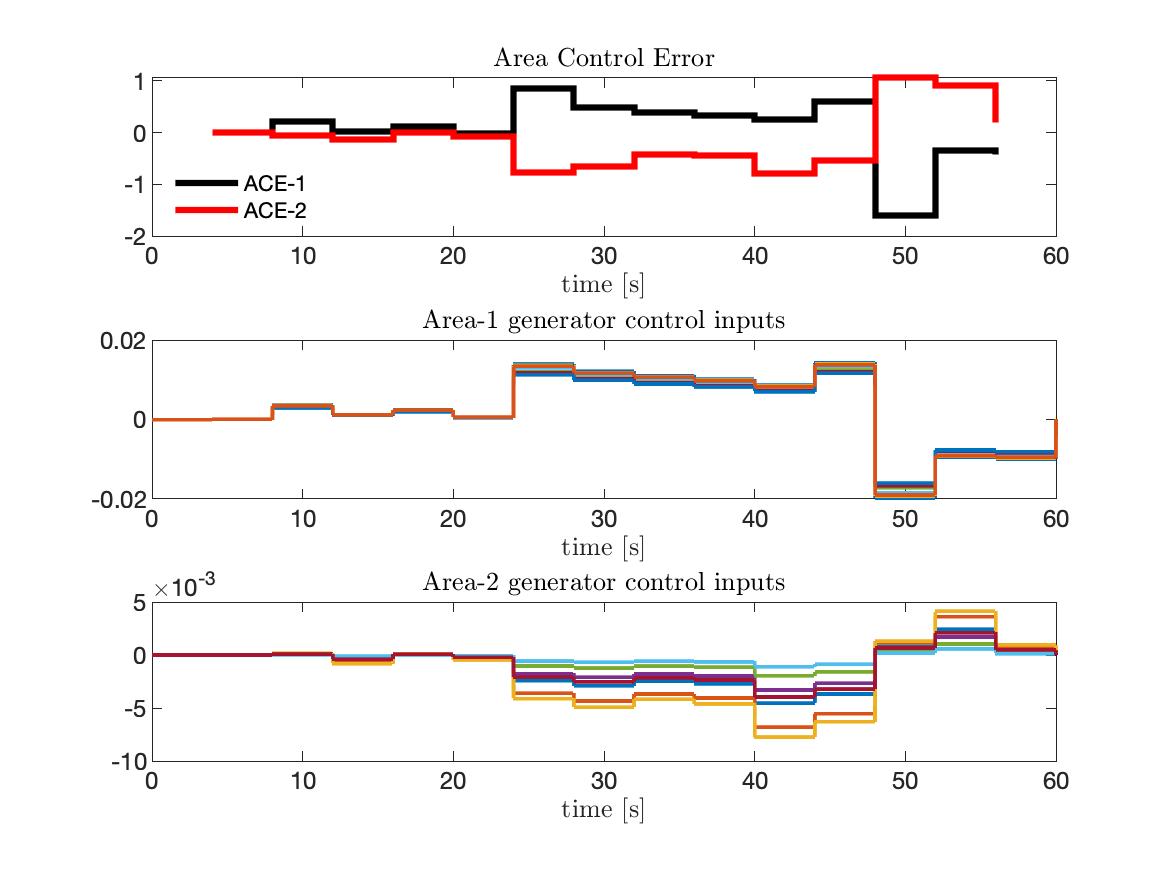 Area Control Error
1
0
-1
-2
ACE-1
ACE-2
0 10 20 30 40 50 60
time [s]
Area-1 generator control inputs
0.02
0
-0.02
0 10 20 30 40 50 60
time [s]
×10-3
Area-2 generator control inputs
5
0
-5
-10
0 10 20 30 40 50 60
time [s]